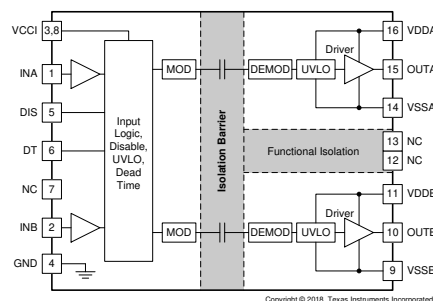 VCCI 3,8
INA 1
DIS 5
DT 6
NC 7
INB 2
GND 4
Input
Logic,
Disable,
UVLO,
Dead
Time
MOD
MOD
Isolation Barrier
DEMOD UVLO
Driver
Functional Isolation
DEMOD UVLO
Driver
16 VDDA
15 OUTA
14 VSSA
13 NC
12 NC
11 VDDB
10 OUTB
9 VSSB
Copyright © 2018, Texas Instruments Incorporated